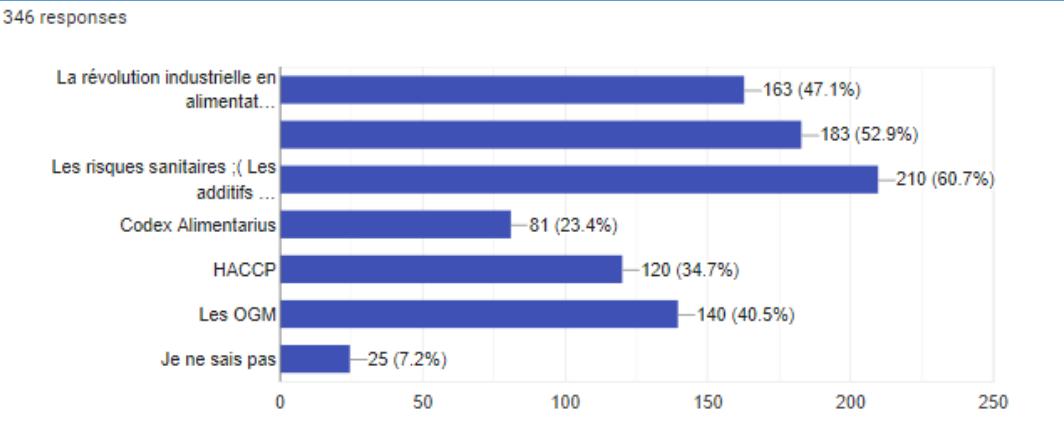 346 responses
La révolution industrielle en
alimentat...
163 (47.1%)
183 (52.9%)
Les risques sanitaires ;( Les
additifs ...
210 (60.7%)
Codex Alimentarius
81 (23.4%)
HACCP
120 (34.7%)
Les OGM
140 (40.5%)
Je ne sais pas
25 (7.2%)
0 50 100 150 200 250